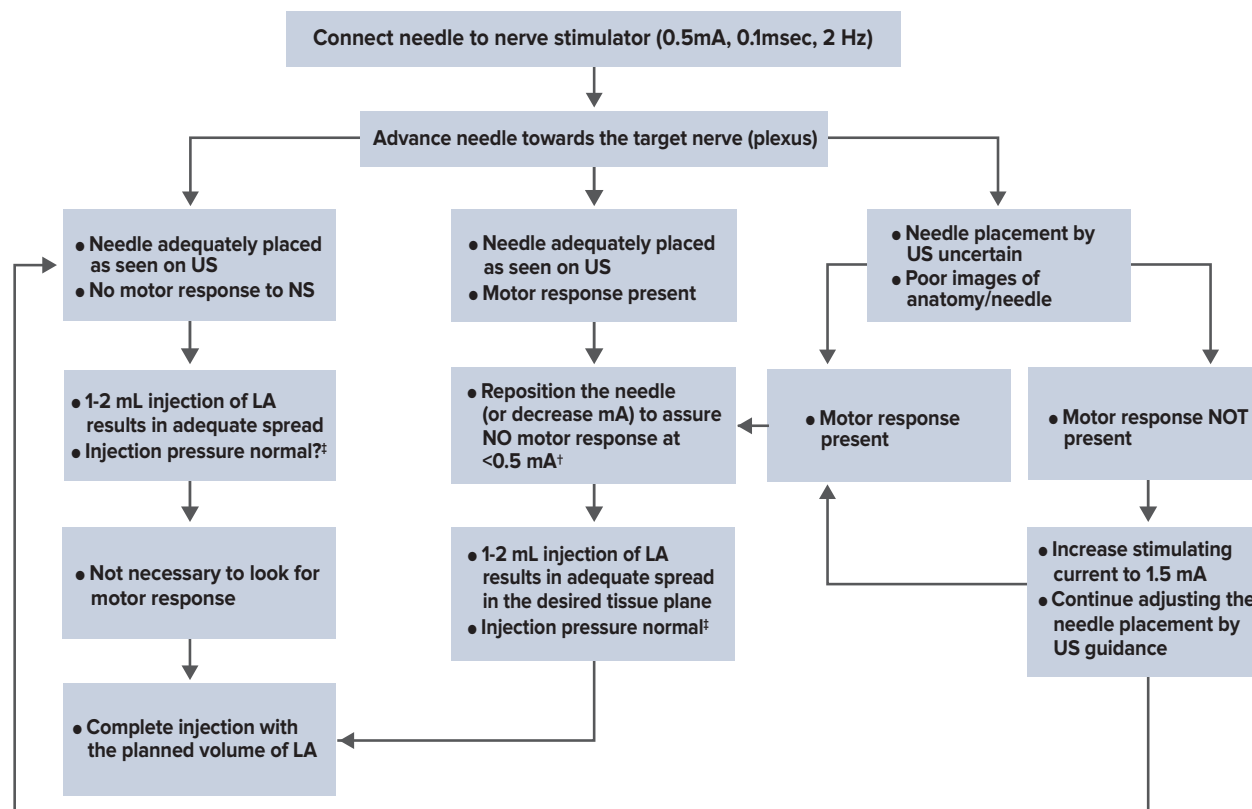 Connect needle to nerve stimulator (0.5mA, 0.1msec, 2 Hz)
Advance needle towards the target nerve (plexus)
● Needle adequately placed
as seen on US
● No motor response to NS
● Needle adequately placed
as seen on US
● Motor response present
● Needle placement by
US uncertain
● Poor images of
anatomy/needle
● 1-2 mL injection of LA
results in adequate spread
● Injection pressure normal?‡
● Reposition the needle
(or decrease mA) to assure
NO motor response at
<0.5 mA†
● Motor response
present
● Motor response NOT
present
● Not necessary to look for
motor response
● 1-2 mL injection of LA
results in adequate spread
in the desired tissue plane
● Injection pressure normal‡
● Increase stimulating
current to 1.5 mA
● Continue adjusting the
needle placement by
US guidance
● Complete injection with
the planned volume of LA